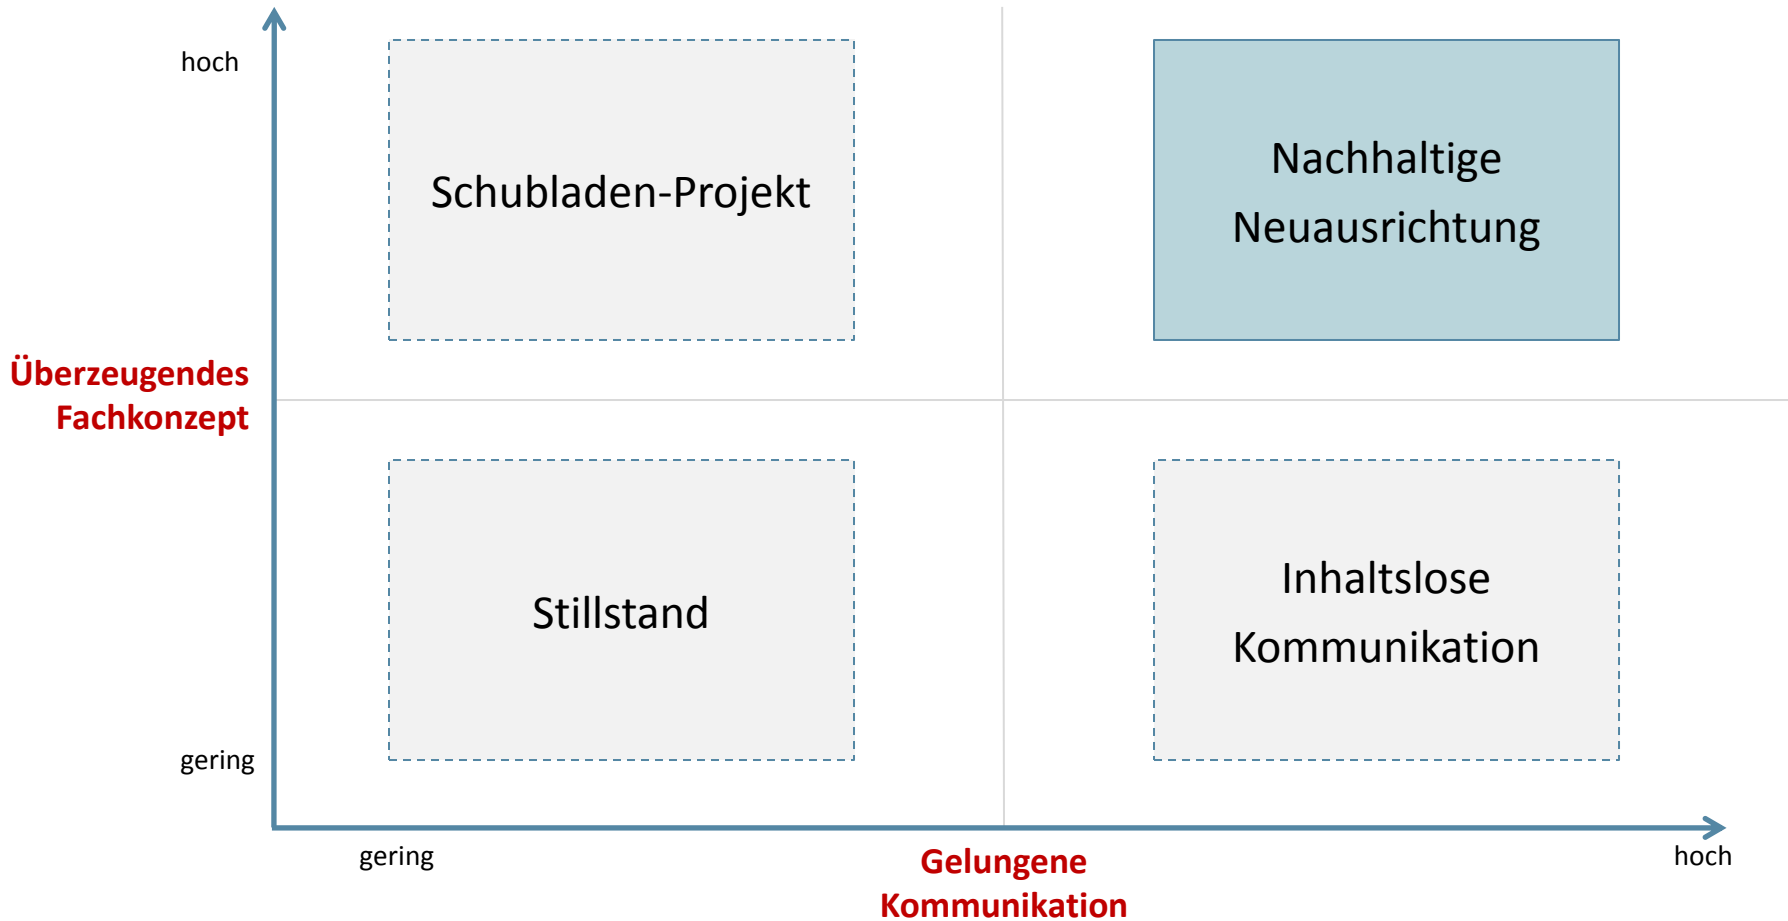 hoch
Schubladen-Projekt
Nachhaltige
Neuausrichtung
Überzeugendes
Fachkonzept
Stillstand
Inhaltslose
Kommunikation
gering
gering
Gelungene
Kommunikation
hoch